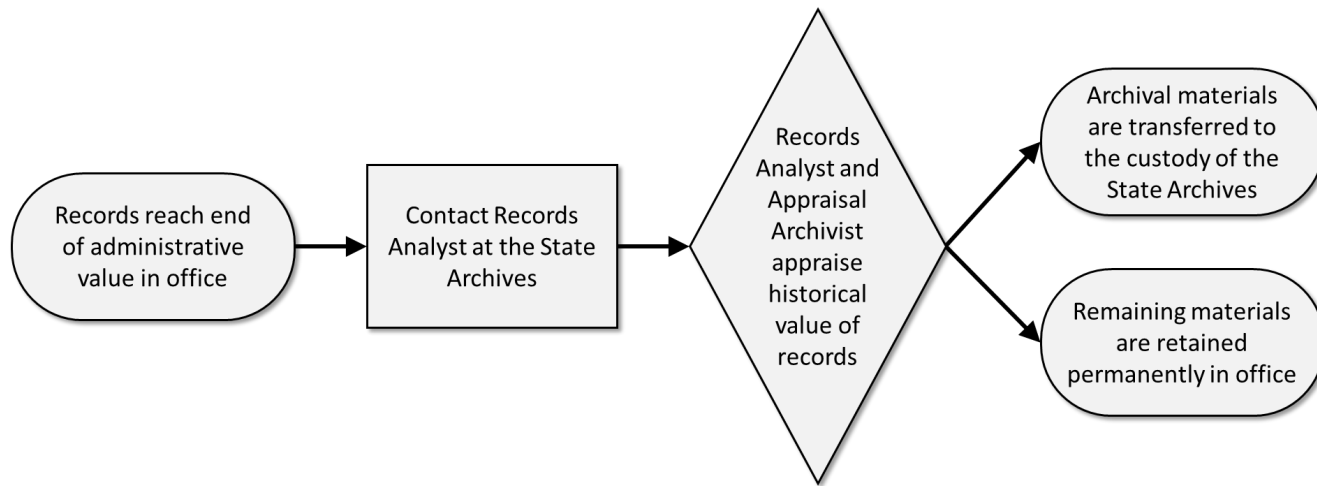 Records reach end
of administrative
value in office
Contact Records
Analyst at the State
Archives
Records
Analyst and
Appraisal
Archivist
appraise
historical
value of
records
Archival materials
are transferred to
the custody of the
State Archives
Remaining materials
are retained
permanently in office